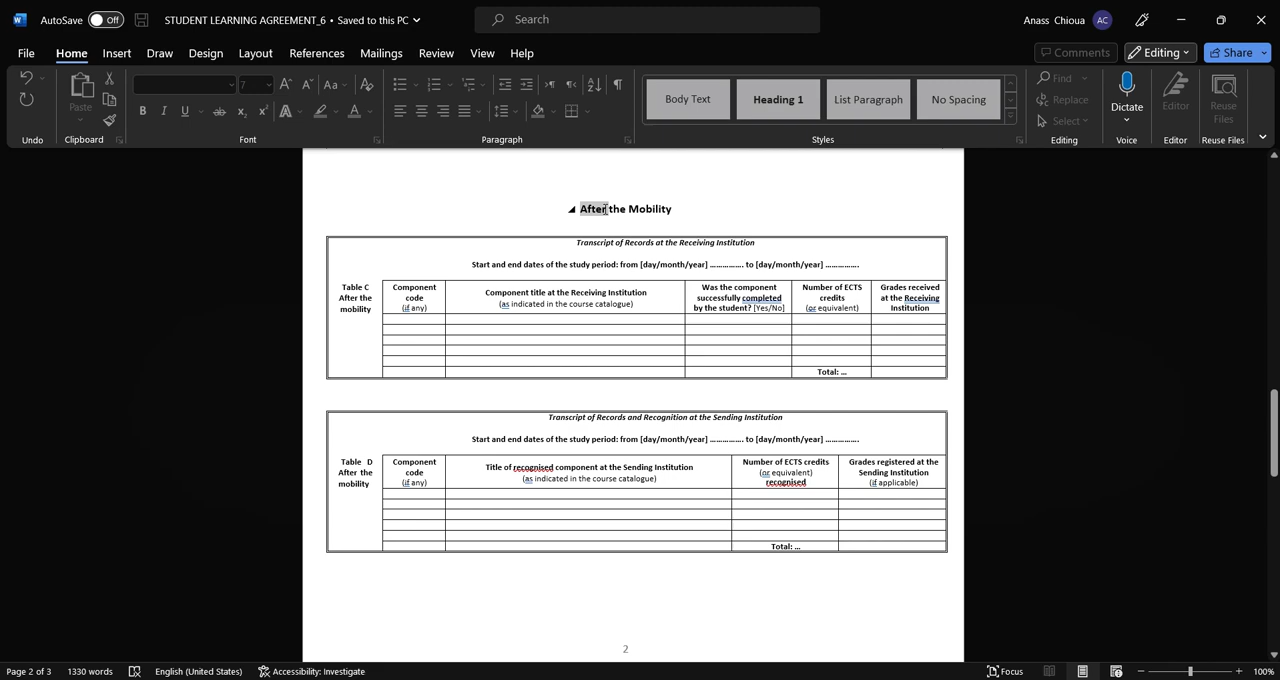 AutoSave Off STUDENT LEARNING AGREEMENT_6 • Saved to this PC Search Anass Chioua AC
File Home Insert Draw Design Layout References Mailings Review View Help Comments Editing Share
Paste 7 Aa Body Text Heading 1 List Paragraph No Spacing Find Replace Select Dictate Editor Reuse Files
Undo Clipboard Font Paragraph Styles Editing Voice Editor Reuse Files
After the Mobility
Transcript of Records at the Receiving Institution
Start and end dates of the study period: from [day/month/year] ……………. to [day/month/year] …………….
Table C
After the
mobility
Component
code
(if any)
Component title at the Receiving Institution
(as indicated in the course catalogue)
Was the component
successfully completed
by the student? [Yes/No]
Number of ECTS
credits
(or equivalent)
Grades received
at the Receiving
Institution
Total: …
Transcript of Records and Recognition at the Sending Institution
Start and end dates of the study period: from [day/month/year] ……………. to [day/month/year] …………….
Table D
After the
mobility
Component
code
(if any)
Title of recognised component at the Sending Institution
(as indicated in the course catalogue)
Number of ECTS credits
(or equivalent)
recognised
Grades registered at the
Sending Institution
(if applicable)
Total: …
2
Page 2 of 3 1330 words English (United States) Accessibility: Investigate Focus 100%